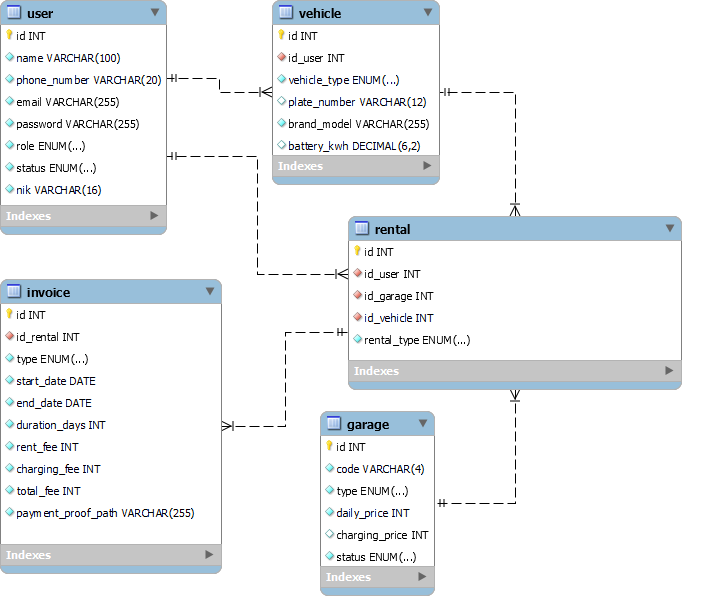 user
id INT
name VARCHAR(100)
phone_number VARCHAR(20)
email VARCHAR(255)
password VARCHAR(255)
role ENUM(...)
status ENUM(...)
nik VARCHAR(16)
Indexes
vehicle
id INT
id_user INT
vehicle_type ENUM(...)
plate_number VARCHAR(12)
brand_model VARCHAR(255)
battery_kwh DECIMAL(6,2)
Indexes
rental
id INT
id_user INT
id_garage INT
id_vehicle INT
rental_type ENUM(...)
Indexes
invoice
id INT
id_rental INT
type ENUM(...)
start_date DATE
end_date DATE
duration_days INT
rent_fee INT
charging_fee INT
total_fee INT
payment_proof_path VARCHAR(255)
Indexes
garage
id INT
code VARCHAR(4)
type ENUM(...)
daily_price INT
charging_price INT
status ENUM(...)
Indexes